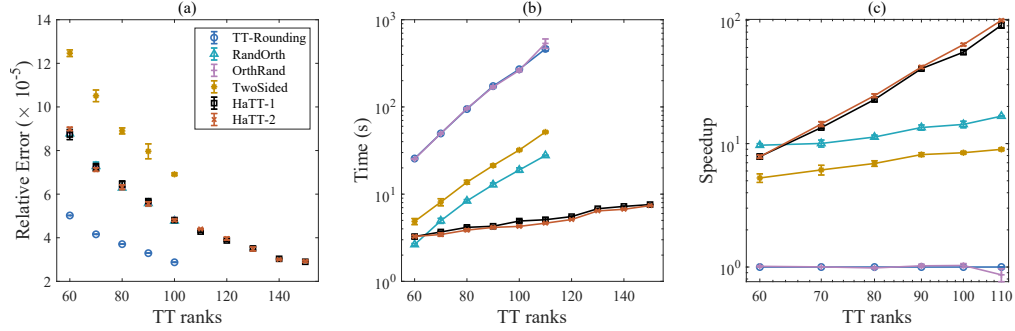 (a)
14
12
10
8
6
4
2
Relative Error (× 10⁻⁵)
60
80
100
120
140
TT ranks
TT-Rounding
RandOrth
OrthRand
TwoSided
HaTT-1
HaTT-2
(b)
10³
10²
10¹
10⁰
Time (s)
60
80
100
120
140
TT ranks
(c)
10²
10¹
10⁰
Speedup
60
70
80
90
100
110
TT ranks